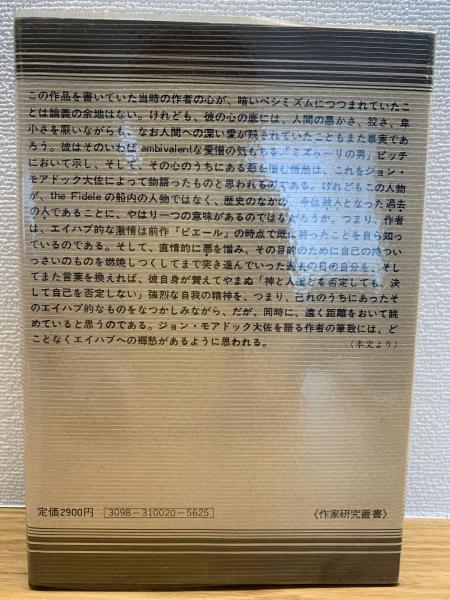 この作品を書いていた当時の作者の心が、暗いペシミズムにつつまれていたこ
とは論義の余地はない。けれども、彼の心の底には、人間の愚かさ、狡さ、卑
小さを厭いながらも、なお人間への深い愛が残されていたこともまた事実であ
ろう。彼はそのいわば ambivalentな愛憎の気もちを「ミズゥーリの男」ピッチ
において示し、そして、その心のうちにある悪を憎む情熱は、これをジョン・
モアドック大佐によって物語ったものと思われるのである。けれどもこの人物
が、the Fidele の船内の人物ではなく、歴史のなかの、今は故人となった過去
の人であることに、やはり一つの意味があるのではなかろうか。つまり、作者
は、エイハブ的な激情は前作『ピエール』の時点で既に葬ったことを自ら知っ
ているのである。そして、直情的に悪を憎み、その目的のために自己の持つい
っさいのものを燃焼しつくしてまで突き進んでいった過去の日の自分を、そし
てまた言葉を換えれば、彼自身が賛えてやまぬ「神と人間とを否定しても、決
して自己を否定しない」強烈な自我の精神を、つまり、己れのうちにあったそ
のエイハブ的なものをなつかしみながら、だが、同時に、遠く距離をおいて眺
めていると思うのである。ジョン・モアドック大佐を語る作者の筆致には、ど
ことなくエイハブへの郷愁があるように思われる。（本文より）
定価2900円 3098－310020－5625 《作家研究叢書》